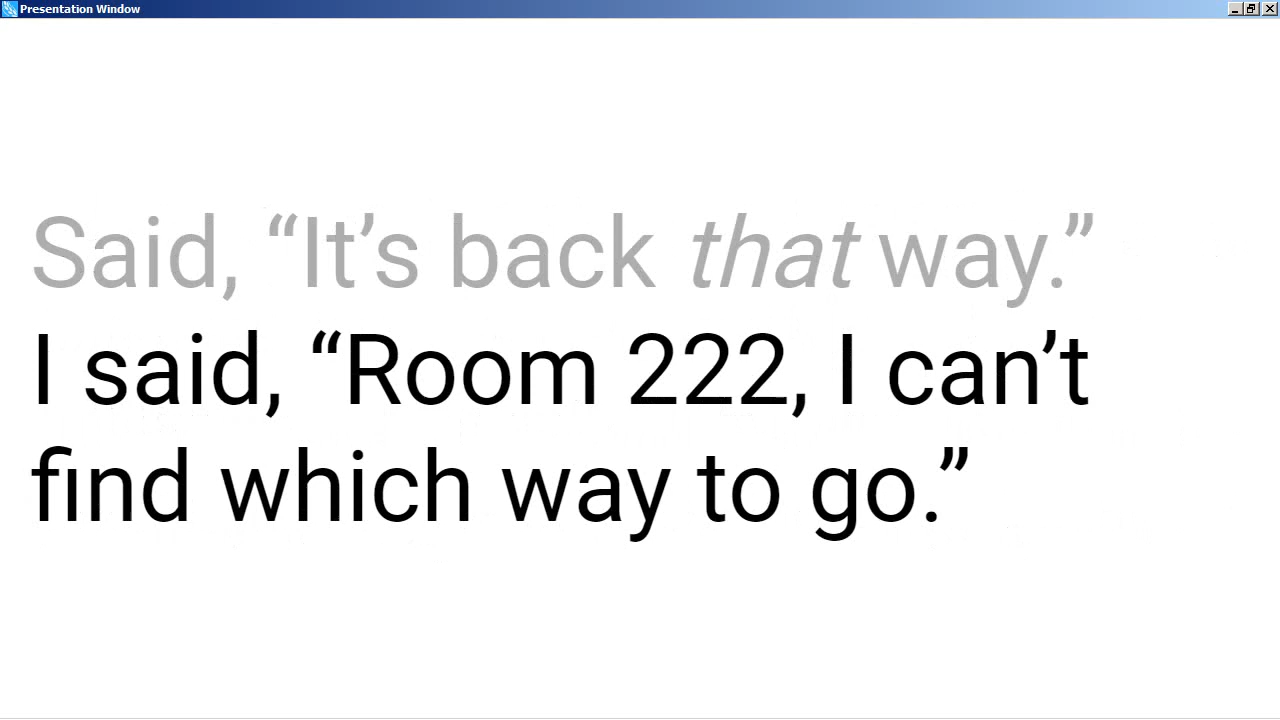 Presentation Window
Said, “It’s back that way.”
I said, “Room 222, I can’t
find which way to go.”